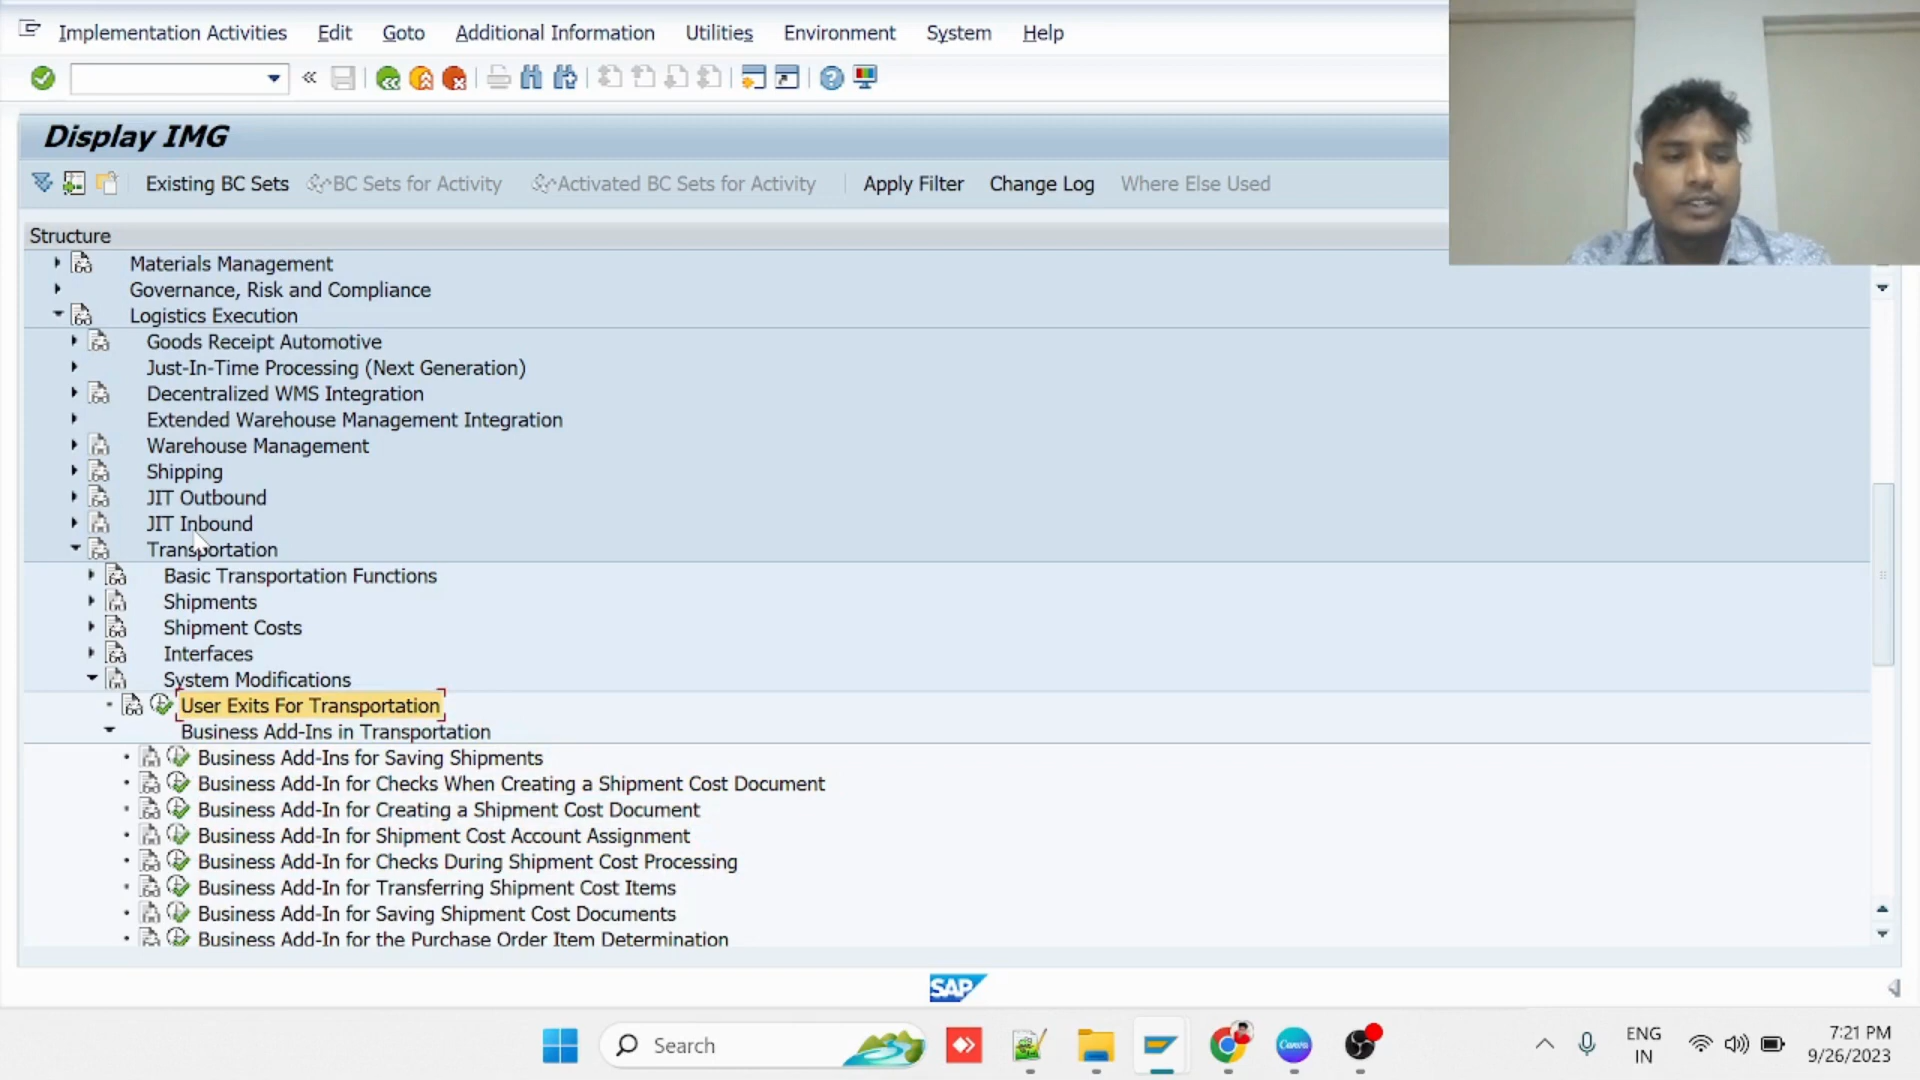 Implementation Activities Edit Goto Additional Information Utilities Environment System Help
Display IMG
Existing BC Sets BC Sets for Activity Activated BC Sets for Activity Apply Filter Change Log Where Else Used
Structure
Materials Management
Governance, Risk and Compliance
Logistics Execution
Goods Receipt Automotive
Just-In-Time Processing (Next Generation)
Decentralized WMS Integration
Extended Warehouse Management Integration
Warehouse Management
Shipping
JIT Outbound
JIT Inbound
Transportation
Basic Transportation Functions
Shipments
Shipment Costs
Interfaces
System Modifications
User Exits For Transportation
Business Add-Ins in Transportation
Business Add-Ins for Saving Shipments
Business Add-In for Checks When Creating a Shipment Cost Document
Business Add-In for Creating a Shipment Cost Document
Business Add-In for Shipment Cost Account Assignment
Business Add-In for Checks During Shipment Cost Processing
Business Add-In for Transferring Shipment Cost Items
Business Add-In for Saving Shipment Cost Documents
Business Add-In for the Purchase Order Item Determination
SAP
Search
Canva
ENG
IN
7:21 PM
9/26/2023